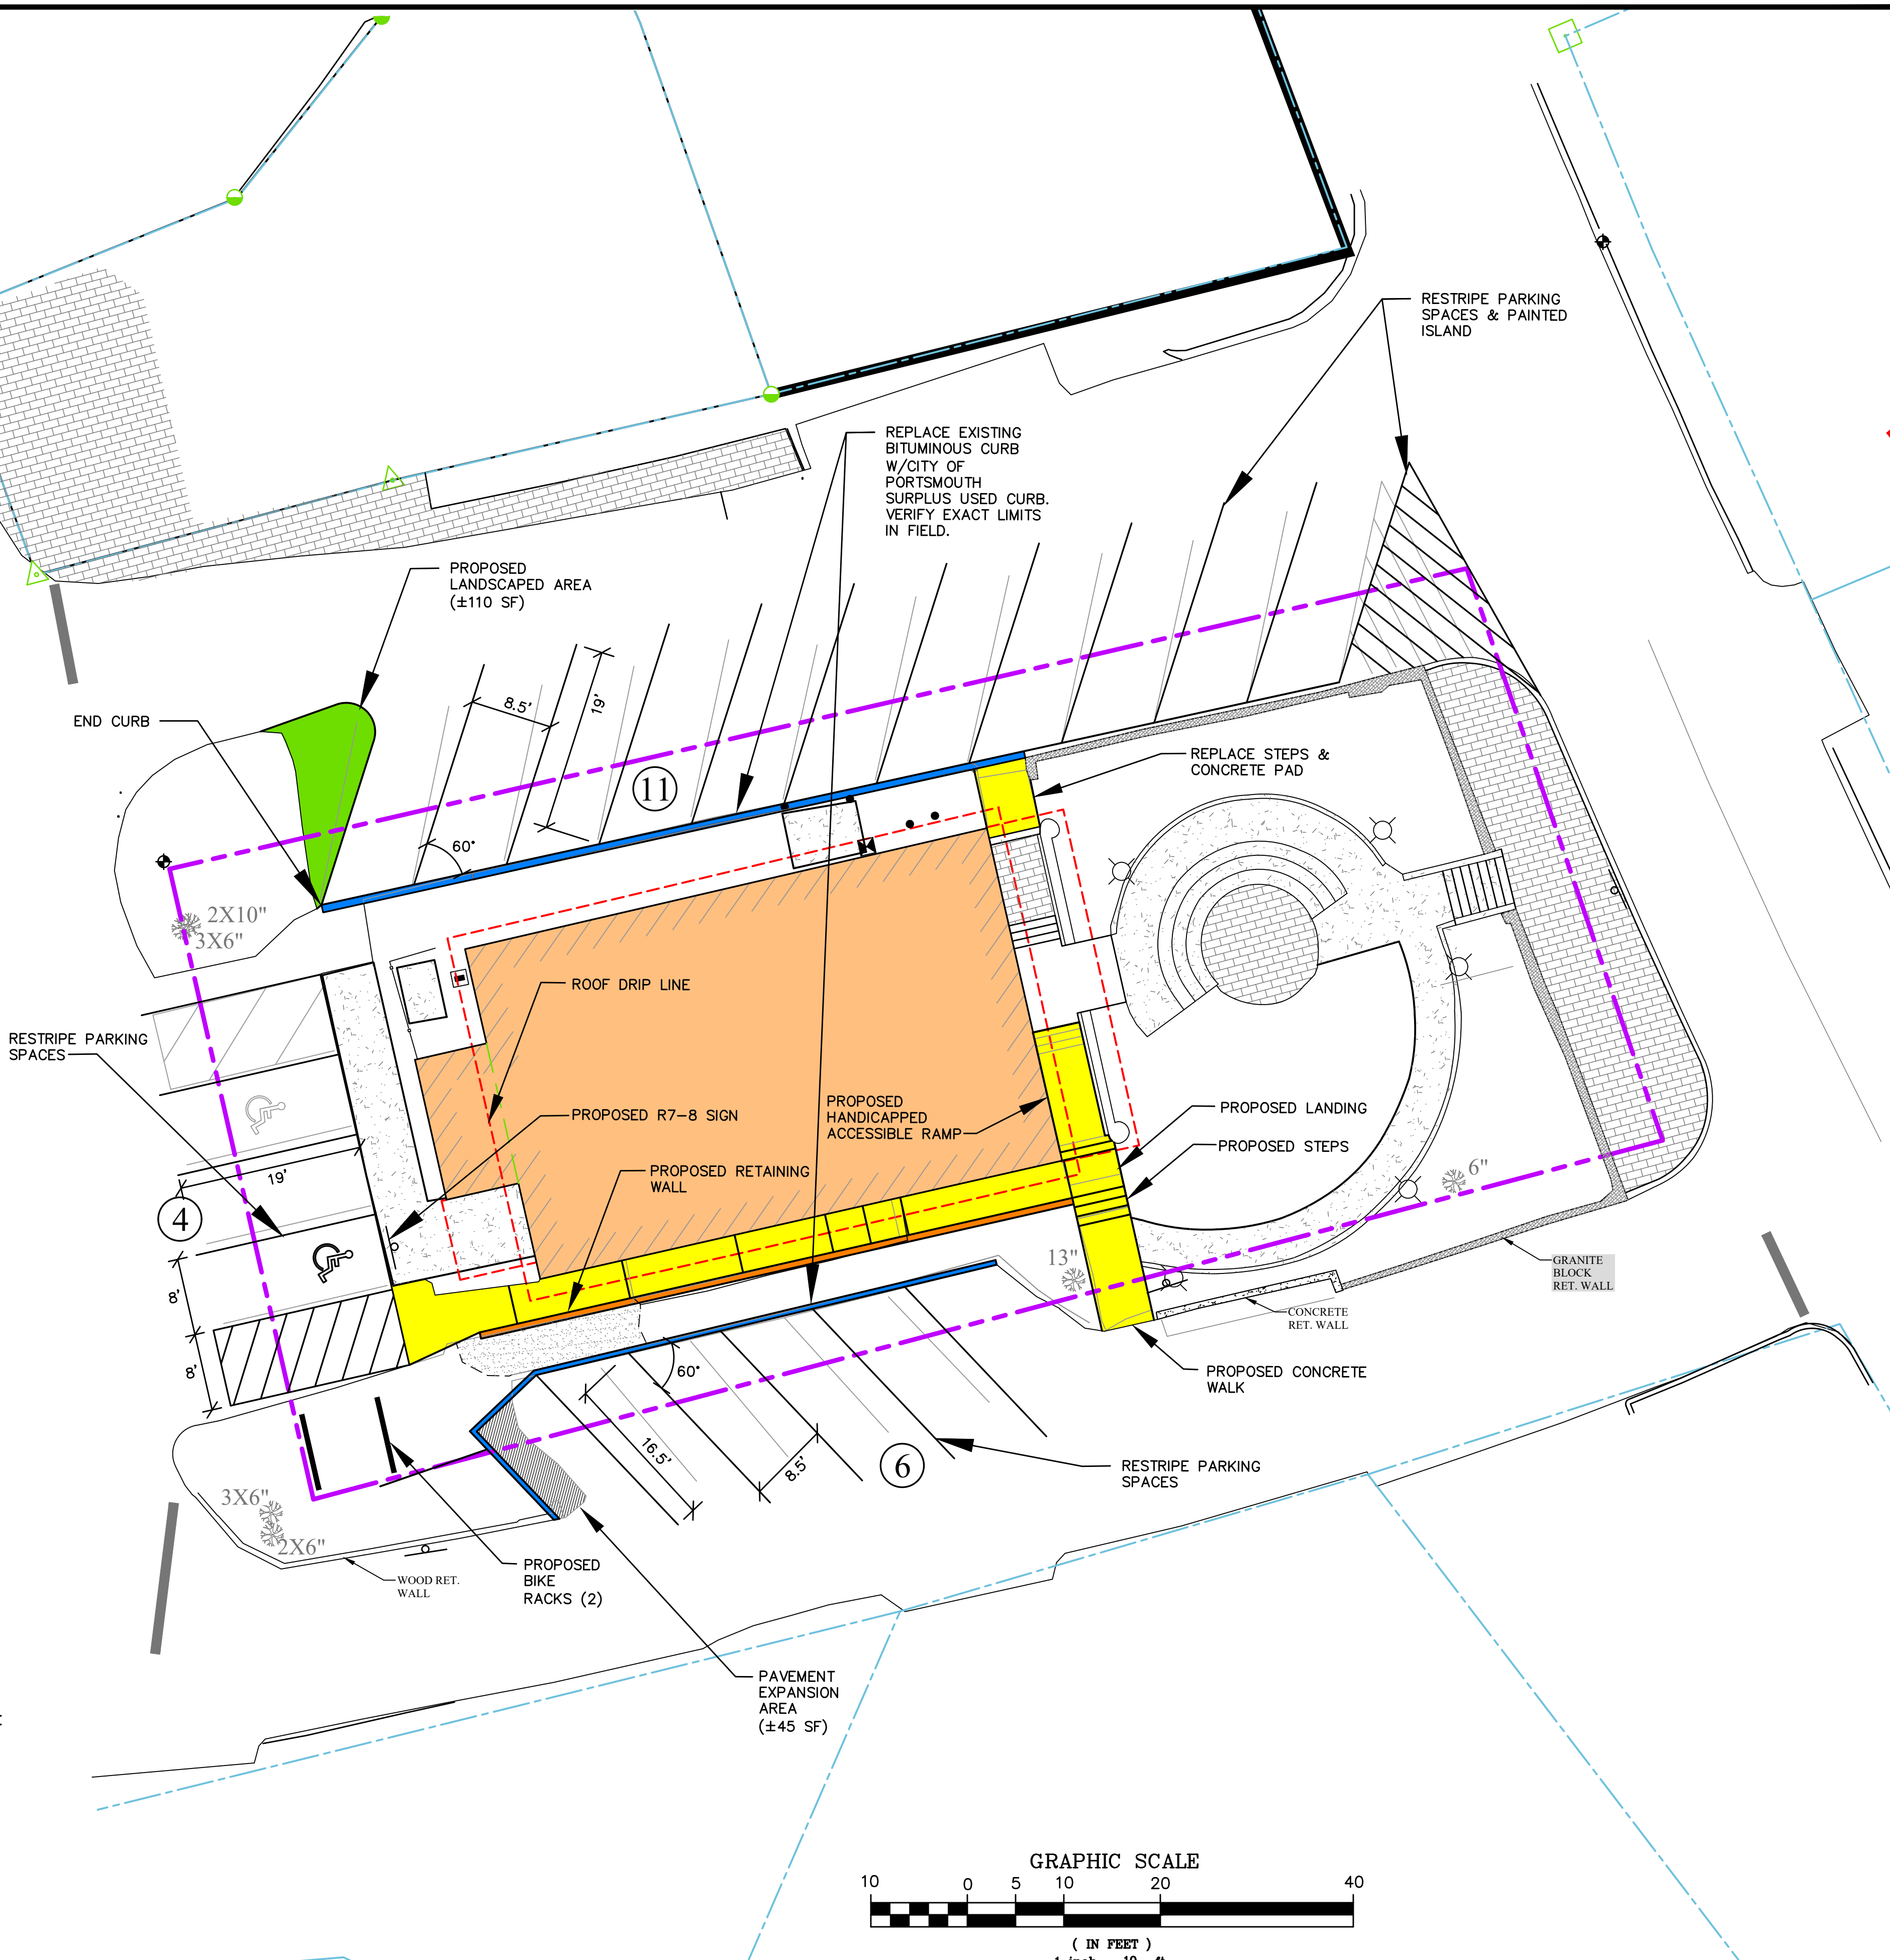 RESTRIPE PARKING
SPACES & PAINTED
ISLAND
REPLACE EXISTING
BITUMINOUS CURB
W/CITY OF
PORTSMOUTH
SURPLUS USED CURB.
VERIFY EXACT LIMITS
IN FIELD.
PROPOSED
LANDSCAPED AREA
(±110 SF)
END CURB
8.5'
19'
11
60°
REPLACE STEPS &
CONCRETE PAD
2X10"
3X6"
ROOF DRIP LINE
RESTRIPE PARKING
SPACES
PROPOSED R7-8 SIGN
PROPOSED
HANDICAPPED
ACCESSIBLE RAMP
PROPOSED LANDING
PROPOSED STEPS
PROPOSED RETAINING
WALL
19'
4
6"
13"
8'
8'
GRANITE
BLOCK
RET. WALL
CONCRETE
RET. WALL
60°
PROPOSED CONCRETE
WALK
16.5'
8.5'
6
RESTRIPE PARKING
SPACES
3X6"
2X6"
WOOD RET.
WALL
PROPOSED
BIKE
RACKS (2)
PAVEMENT
EXPANSION
AREA
(±45 SF)
GRAPHIC SCALE
10 0 5 10 20 40
( IN FEET )